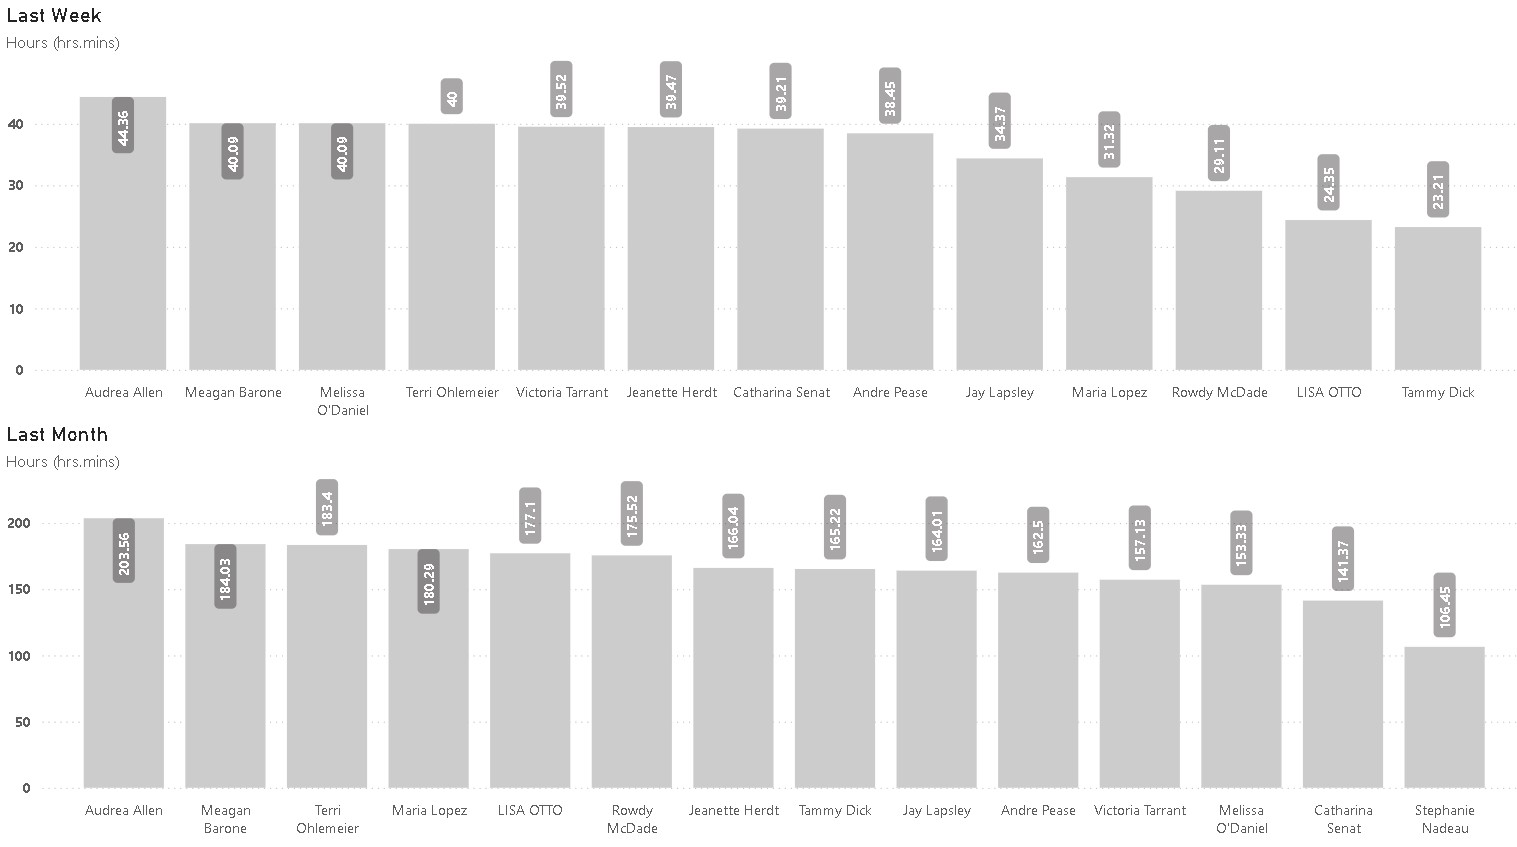 Last Week
Hours (hrs.mins)
40
30
20
10
0
44.36
40.09
40.09
40
39.52
39.47
39.21
38.45
34.37
31.32
29.11
24.35
23.21
Audrea Allen
Meagan Barone
Melissa
O'Daniel
Terri Ohlemeier
Victoria Tarrant
Jeanette Herdt
Catharina Senat
Andre Pease
Jay Lapsley
Maria Lopez
Rowdy McDade
LISA OTTO
Tammy Dick
Last Month
Hours (hrs.mins)
200
150
100
50
0
203.56
184.03
183.4
180.29
177.1
175.52
166.04
165.22
164.01
162.5
157.13
153.33
141.37
106.45
Audrea Allen
Meagan
Barone
Terri
Ohlemeier
Maria Lopez
LISA OTTO
Rowdy
McDade
Jeanette Herdt
Tammy Dick
Jay Lapsley
Andre Pease
Victoria Tarrant
Melissa
O'Daniel
Catharina
Senat
Stephanie
Nadeau